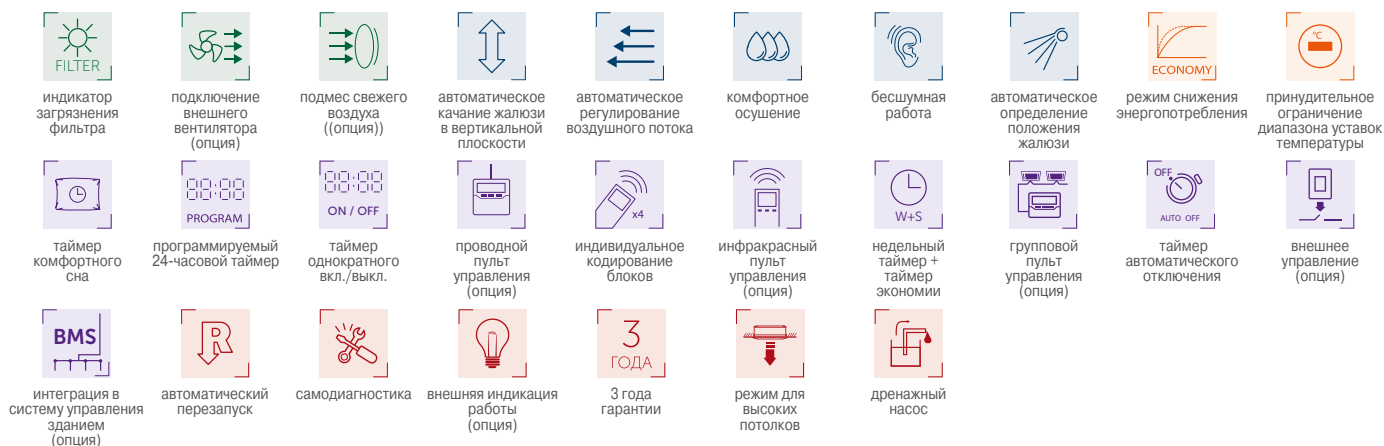 FILTER
индикатор
загрязнения
фильтра
подключение
внешнего
вентилятора
(опция)
подмес свежего
воздуха
((опция))
автоматическое
качание жалюзи
в вертикальной
плоскости
автоматическое
регулирование
воздушного потока
комфортное
осушение
бесшумная
работа
автоматическое
определение
положения
жалюзи
ECONOMY
режим снижения
энергопотребления
°C
принудительное
ограничение
диапазона уставок
температуры
таймер
комфортного
сна
88:88
PROGRAM
программируемый
24-часовой таймер
88:88
ON / OFF
таймер
однократного
вкл./выкл.
проводной
пульт
управления
(опция)
x4
индивидуальное
кодирование
блоков
инфракрасный
пульт
управления
(опция)
W+S
недельный
таймер +
таймер
экономии
групповой
пульт
управления
(опция)
OFF
AUTO OFF
таймер
автоматического
отключения
внешнее
управление
(опция)
BMS
интеграция в
систему управления
зданием
(опция)
R
автоматический
перезапуск
самодиагностика
внешняя индикация
работы
(опция)
3
ГОДА
3 года
гарантии
режим для
высоких
потолков
дренажный
насос